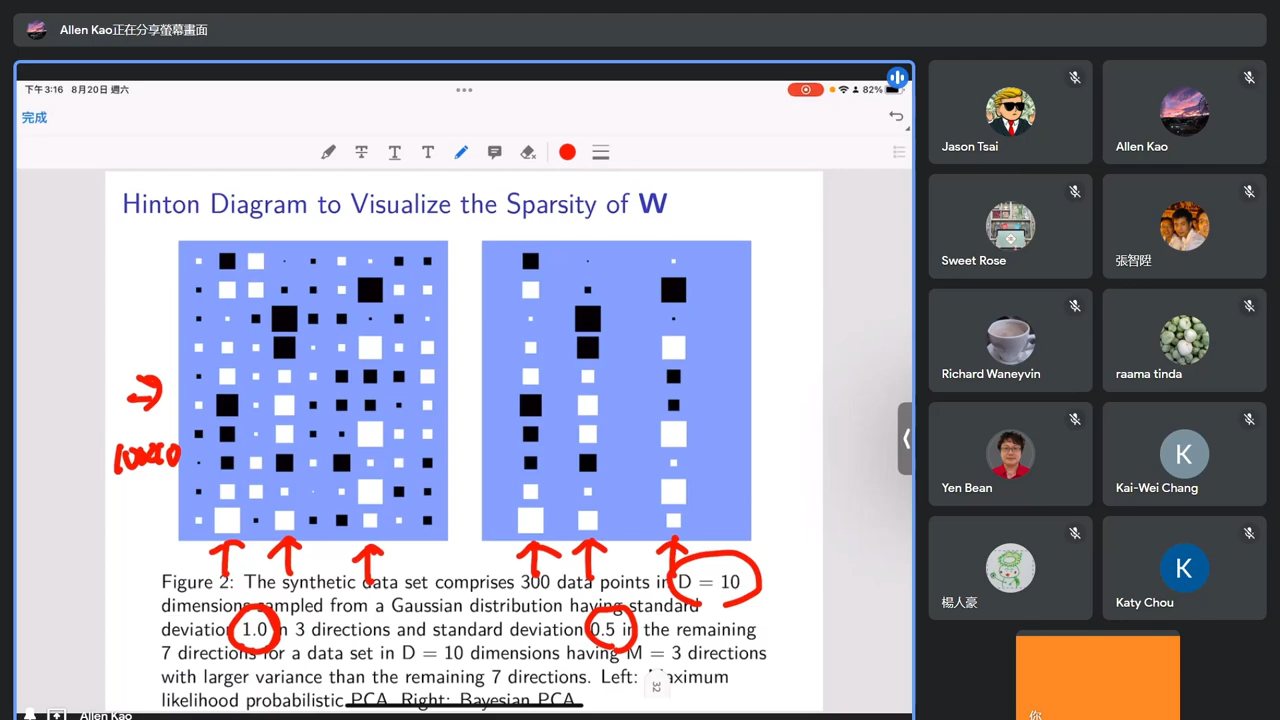 Allen Kao正在分享螢幕畫面
下午3:16 8月20日 週六
82%
完成
Hinton Diagram to Visualize the Sparsity of W
Figure 2: The synthetic data set comprises 300 data points in D = 10
dimensions sampled from a Gaussian distribution having standard
deviation 1.0 in 3 directions and standard deviation 0.5 in the remaining
7 directions for a data set in D = 10 dimensions having M = 3 directions
with larger variance than the remaining 7 directions. Left: Maximum
likelihood probabilistic PCA. Right: Bayesian PCA.
32
Allen Kao
Jason Tsai
Allen Kao
Sweet Rose
張智陞
Richard Waneyvin
raama tinda
Yen Bean
K
Kai-Wei Chang
楊人豪
K
Katy Chou
你